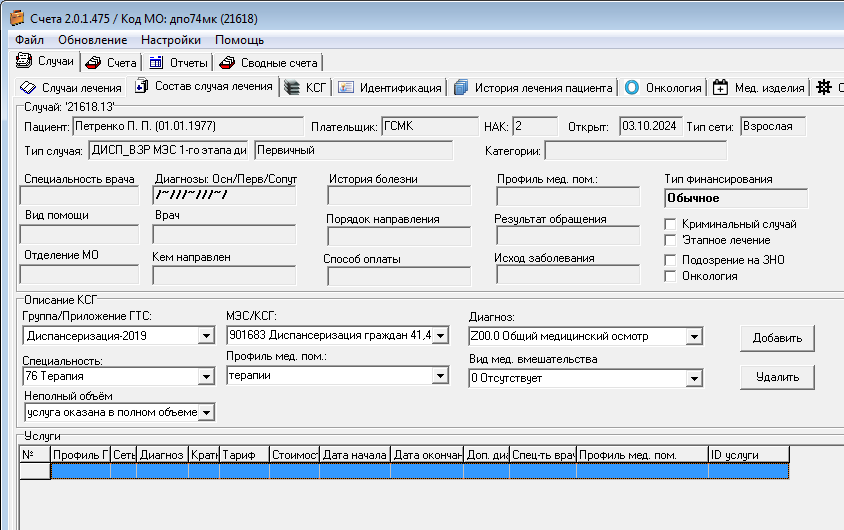 Счета 2.0.1.475 / Код МО: дпо74мк (21618)
Файл Обновление Настройки Помощь
Случаи Счета Отчеты Сводные счета
Случаи лечения Состав случая лечения КСГ Идентификация История лечения пациента Онкология Мед. изделия
Случай: '21618.13'
Пациент: Петренко П. П. (01.01.1977) Плательщик: ГСМК НАК: 2 Открыт: 03.10.2024 Тип сети: Взрослая
Тип случая: ДИСП_ВЗР МЭС 1-го этапа ди Первичный Категории:
Специальность врача Диагнозы: Осн/Перв/Сопут История болезни Профиль мед. пом.: Тип финансирования
/~///~///~/ Обычное
Вид помощи Врач Порядок направления Результат обращения Криминальный случай
Этапное лечение
Отделение МО Кем направлен Способ оплаты Исход заболевания Подозрение на ЗНО
Онкология
Описание КСГ
Группа/Приложение ГТС: МЭС/КСГ: Диагноз:
Диспансеризация-2019 901683 Диспансеризация граждан 41,4 Z00.0 Общий медицинский осмотр Добавить
Специальность: Профиль мед. пом.: Вид мед. вмешательства
76 Терапия терапии 0 Отсутствует Удалить
Неполный объём
услуга оказана в полном объеме
Услуги
№ Профиль Г Сеть Диагноз Кратн Тариф Стоимост Дата начала Дата окончан Доп. диа Спец-ть врач Профиль мед. пом. ID услуги